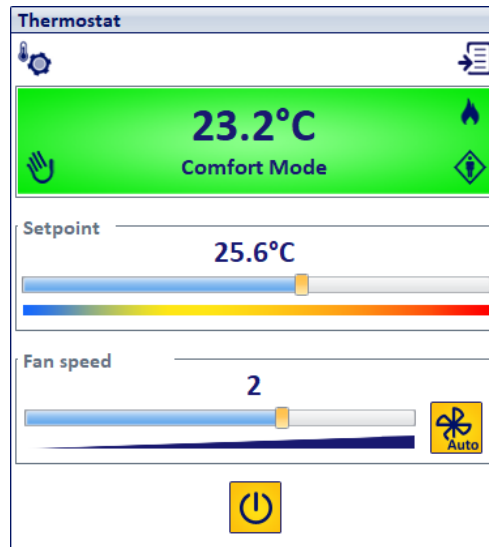 Thermostat
23.2°C
Comfort Mode
Setpoint
25.6°C
Fan speed
2
Auto